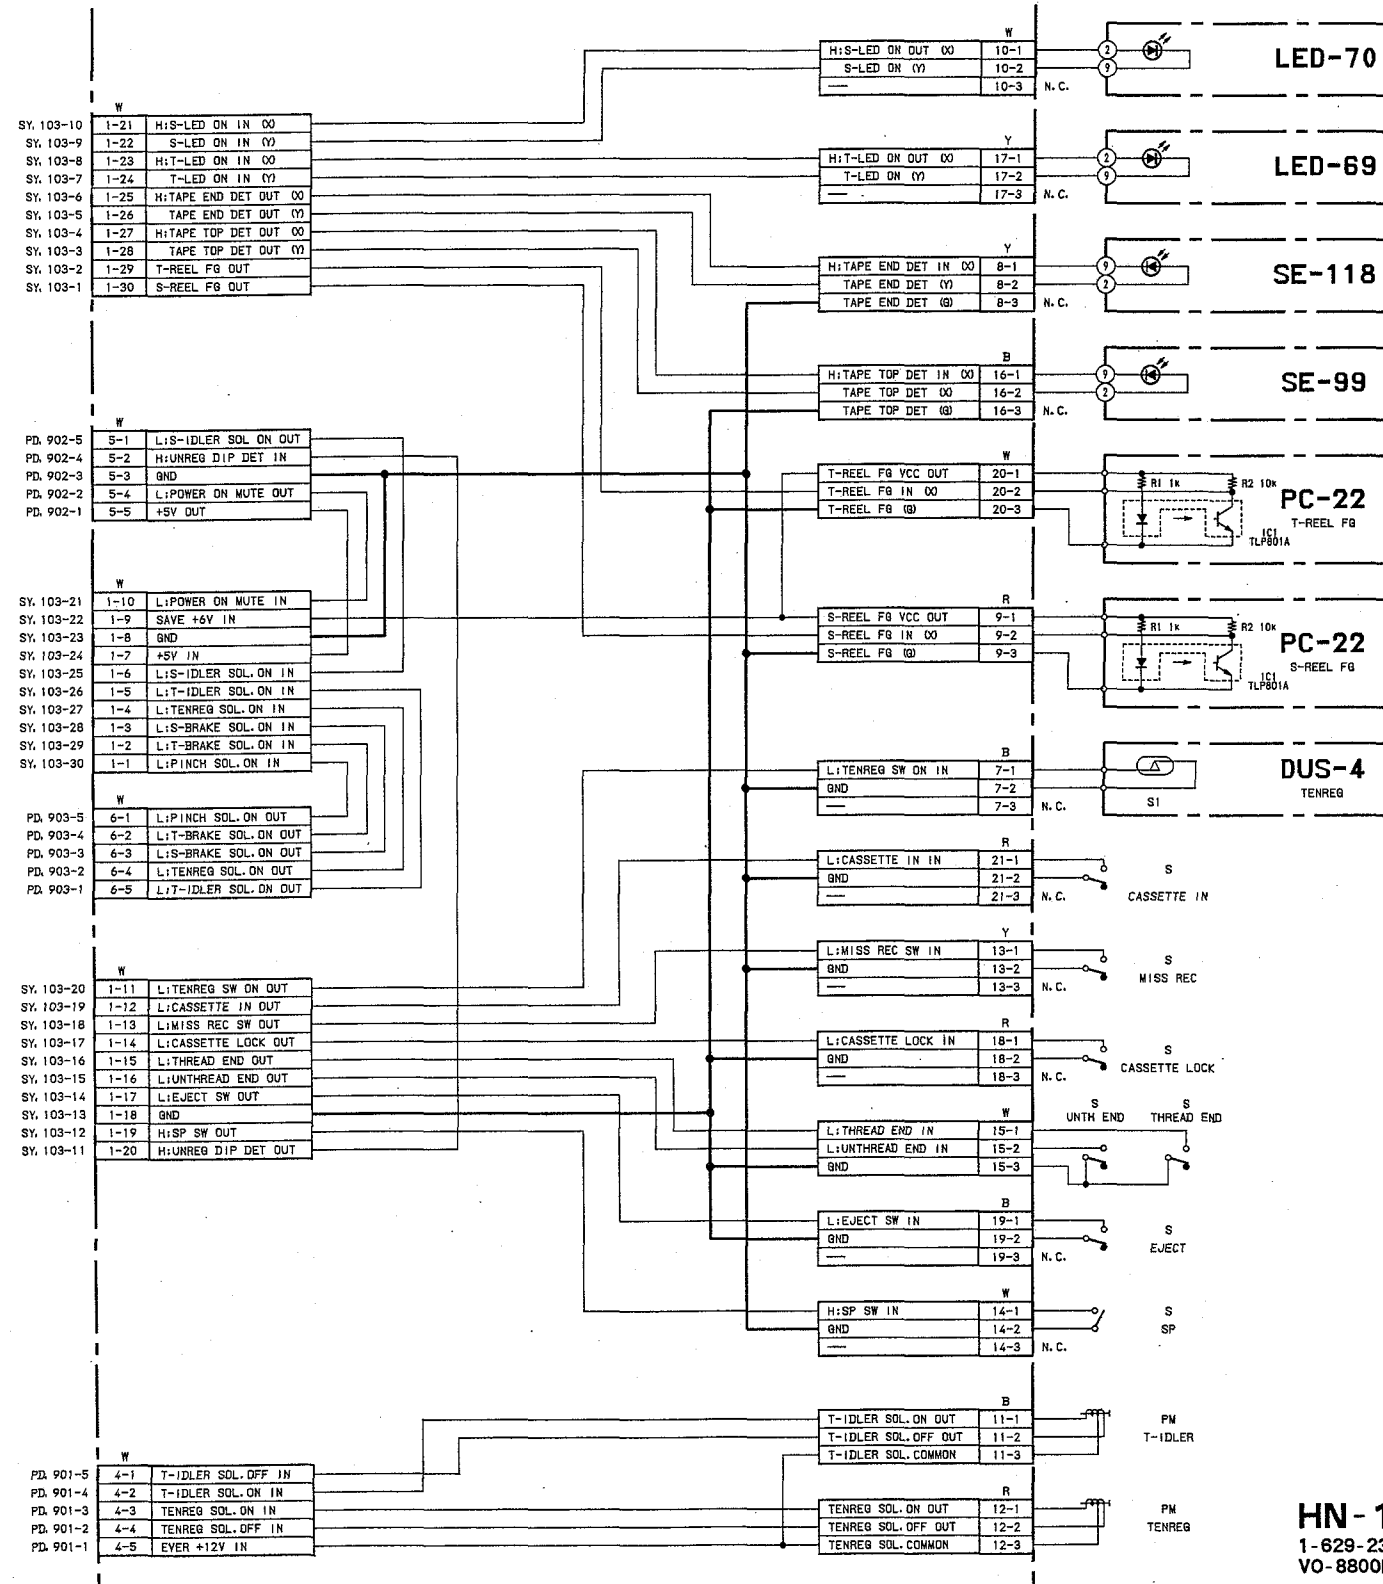 W
SY. 103-10 1-21 H:S-LED ON IN (X)
SY. 103-9 1-22 S-LED ON IN (Y)
SY. 103-8 1-23 H:T-LED ON IN (X)
SY. 103-7 1-24 T-LED ON IN (Y)
SY. 103-6 1-25 H:TAPE END DET OUT (X)
SY. 103-5 1-26 TAPE END DET OUT (Y)
SY. 103-4 1-27 H:TAPE TOP DET OUT (X)
SY. 103-3 1-28 TAPE TOP DET OUT (Y)
SY. 103-2 1-29 T-REEL FG OUT
SY. 103-1 1-30 S-REEL FG OUT
W
PD. 902-5 5-1 L:S-IDLER SOL ON OUT
PD. 902-4 5-2 H:UNREG DIP DET IN
PD. 902-3 5-3 GND
PD. 902-2 5-4 L:POWER ON MUTE OUT
PD. 902-1 5-5 +5V OUT
W
SY. 103-21 1-10 L:POWER ON MUTE IN
SY. 103-22 1-9 SAVE +6V IN
SY. 103-23 1-8 GND
SY. 103-24 1-7 +5V IN
SY. 103-25 1-6 L:S-IDLER SOL. ON IN
SY. 103-26 1-5 L:T-IDLER SOL. ON IN
SY. 103-27 1-4 L:TENREG SOL. ON IN
SY. 103-28 1-3 L:S-BRAKE SOL. ON IN
SY. 103-29 1-2 L:T-BRAKE SOL. ON IN
SY. 103-30 1-1 L:PINCH SOL. ON IN
W
PD. 903-5 6-1 L:PINCH SOL. ON OUT
PD. 903-4 6-2 L:T-BRAKE SOL. ON OUT
PD. 903-3 6-3 L:S-BRAKE SOL. ON OUT
PD. 903-2 6-4 L:TENREG SOL. ON OUT
PD. 903-1 6-5 L:T-IDLER SOL. ON OUT
W
SY. 103-20 1-11 L:TENREG SW ON OUT
SY. 103-19 1-12 L:CASSETTE IN OUT
SY. 103-18 1-13 L:MISS REC SW OUT
SY. 103-17 1-14 L:CASSETTE LOCK OUT
SY. 103-16 1-15 L:THREAD END OUT
SY. 103-15 1-16 L:UNTHREAD END OUT
SY. 103-14 1-17 L:EJECT SW OUT
SY. 103-13 1-18 GND
SY. 103-12 1-19 H:SP SW OUT
SY. 103-11 1-20 H:UNREG DIP DET OUT
W
PD. 901-5 4-1 T-IDLER SOL. OFF IN
PD. 901-4 4-2 T-IDLER SOL. ON IN
PD. 901-3 4-3 TENREG SOL. ON IN
PD. 901-2 4-4 TENREG SOL. OFF IN
PD. 901-1 4-5 EVER +12V IN
W
H:S-LED ON OUT (X) 10-1 2
S-LED ON (Y) 10-2 9
— 10-3 N.C.
LED-70
Y
H:T-LED ON OUT (X) 17-1 2
T-LED ON (Y) 17-2 9
— 17-3 N.C.
LED-69
Y
H:TAPE END DET IN (X) 8-1 9
TAPE END DET (Y) 8-2 2
TAPE END DET (G) 8-3 N.C.
SE-118
B
H:TAPE TOP DET IN (X) 16-1 9
TAPE TOP DET (X) 16-2 2
TAPE TOP DET (G) 16-3 N.C.
SE-99
W
T-REEL FG VCC OUT 20-1
T-REEL FG IN (X) 20-2
T-REEL FG (G) 20-3
R1 1K R2 10K
PC-22
T-REEL FG
IC1
TLP801A
R
S-REEL FG VCC OUT 9-1
S-REEL FG IN (X) 9-2
S-REEL FG (G) 9-3
R1 1K R2 10K
PC-22
S-REEL FG
IC1
TLP801A
B
L:TENREG SW ON IN 7-1
GND 7-2
— 7-3 N.C.
S1
DUS-4
TENREG
R
L:CASSETTE IN IN 21-1
GND 21-2
— 21-3 N.C.
S
CASSETTE IN
Y
L:MISS REC SW IN 13-1
GND 13-2
— 13-3 N.C.
S
MISS REC
R
L:CASSETTE LOCK IN 18-1
GND 18-2
— 18-3 N.C.
S
CASSETTE LOCK
S S
UNTH END THREAD END
W
L:THREAD END IN 15-1
L:UNTHREAD END IN 15-2
GND 15-3
B
L:EJECT SW IN 19-1
GND 19-2
— 19-3 N.C.
S
EJECT
W
H:SP SW IN 14-1
GND 14-2
— 14-3 N.C.
S
SP
B
T-IDLER SOL. ON OUT 11-1
T-IDLER SOL. OFF OUT 11-2
T-IDLER SOL. COMMON 11-3
PM
T-IDLER
R
TENREG SOL. ON OUT 12-1
TENREG SOL. OFF OUT 12-2
TENREG SOL. COMMON 12-3
PM
TENREG
HN-1
1-629-23
VO-8800